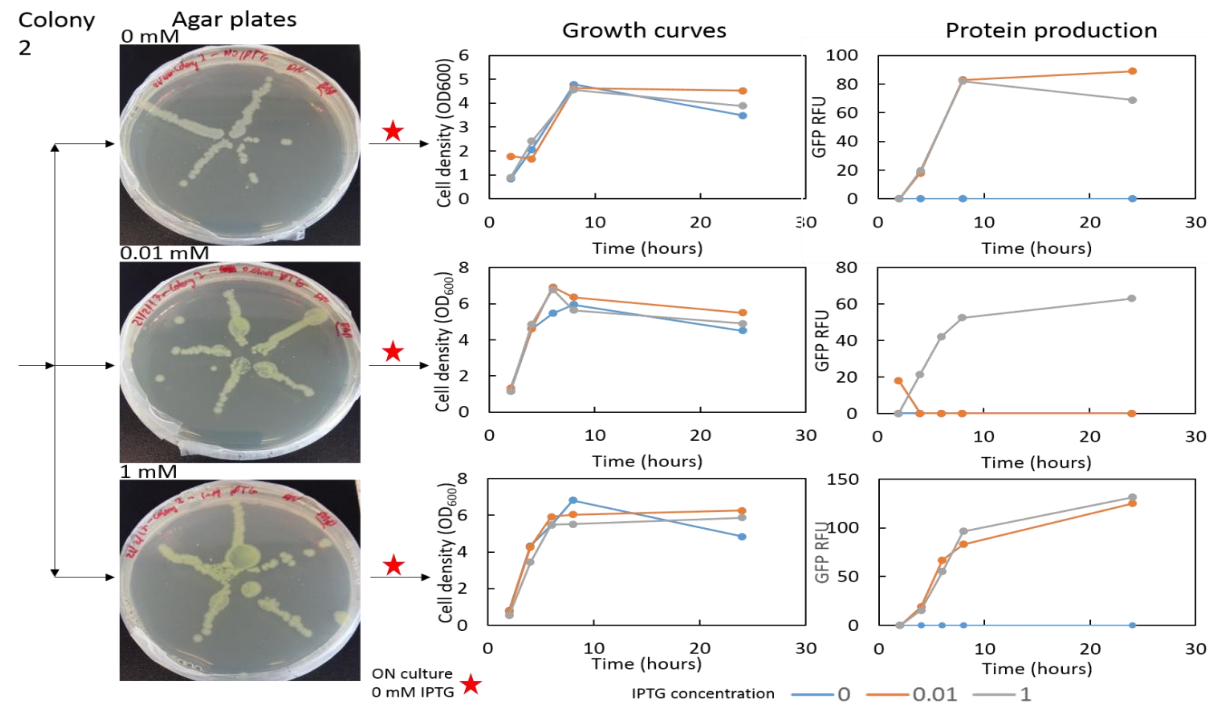 Colony
2
Agar plates
Growth curves
Protein production
0 mM
Cell density (OD600)
6
5
4
3
2
1
0
0 10 20 3
Time (hours)
GFP RFU
100
80
60
40
20
0
0 10 20 30
Time (hours)
0.01 mM
Cell density (OD600)
8
6
4
2
0
0 10 20 30
Time (hours)
GFP RFU
80
60
40
20
0
0 10 20 30
Time (hours)
1 mM
Cell density (OD600)
8
6
4
2
0
0 10 20 30
Time (hours)
GFP RFU
150
100
50
0
0 10 20 30
Time (hours)
ON culture
0 mM IPTG
IPTG concentration 0 0.01 1